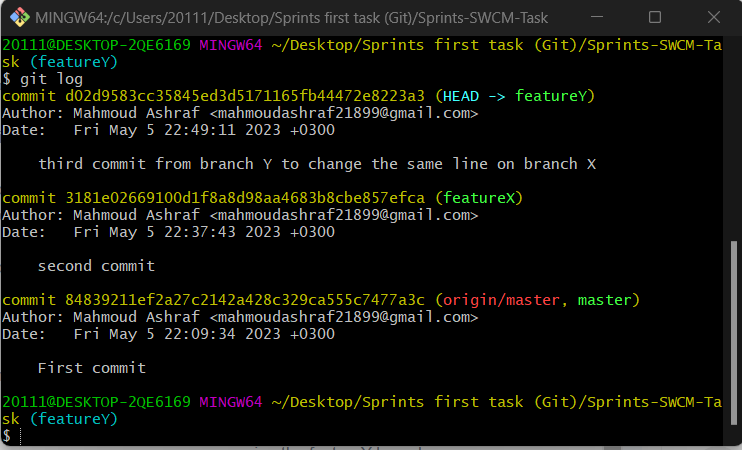 MINGW64:/c/Users/20111/Desktop/Sprints first task (Git)/Sprints-SWCM-Task
20111@DESKTOP-2QE6169 MINGW64 ~/Desktop/Sprints first task (Git)/Sprints-SWCM-Ta
sk (featureY)
$ git log
commit d02d9583cc35845ed3d5171165fb44472e8223a3 (HEAD -> featureY)
Author: Mahmoud Ashraf <mahmoudashraf21899@gmail.com>
Date:   Fri May 5 22:49:11 2023 +0300
third commit from branch Y to change the same line on branch X
commit 3181e02669100d1f8a8d98aa4683b8cbe857efca (featureX)
Author: Mahmoud Ashraf <mahmoudashraf21899@gmail.com>
Date:   Fri May 5 22:37:43 2023 +0300
second commit
commit 84839211ef2a27c2142a428c329ca555c7477a3c (origin/master, master)
Author: Mahmoud Ashraf <mahmoudashraf21899@gmail.com>
Date:   Fri May 5 22:09:34 2023 +0300
First commit
20111@DESKTOP-2QE6169 MINGW64 ~/Desktop/Sprints first task (Git)/Sprints-SWCM-Ta
sk (featureY)
$